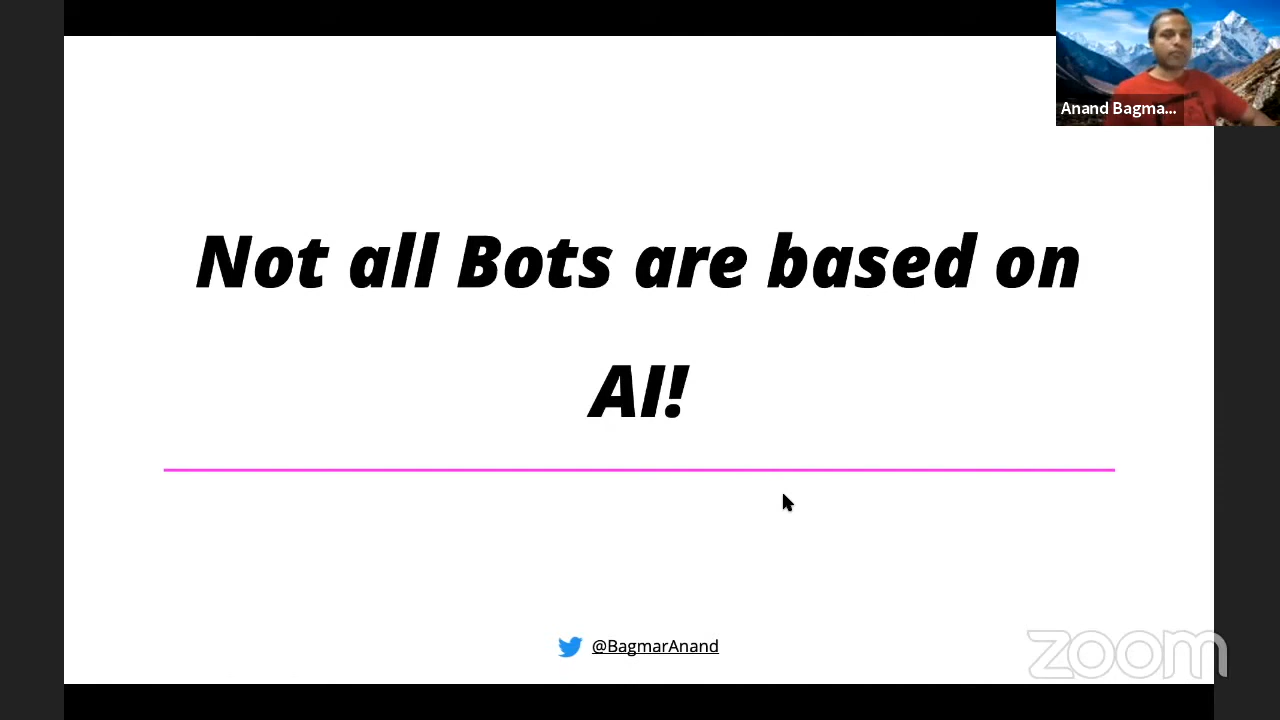 Anand Bagma...
Not all Bots are based on
AI!
@BagmarAnand
zoom